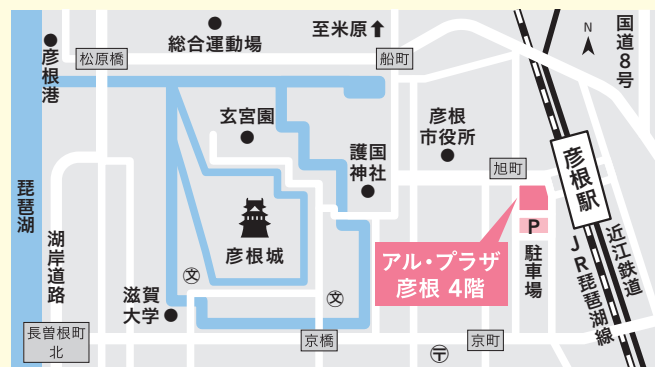 総合運動場
至米原
N
国道8号
彦根港
松原橋
船町
玄宮園
彦根
市役所
護国
神社
旭町
彦根駅
琵琶湖
湖岸道路
彦根城
P
駐車場
アル・プラザ
彦根 4階
近江鉄道
JR琵琶湖線
文
文
滋賀
大学
長曽根町
北
京橋
〒
京町